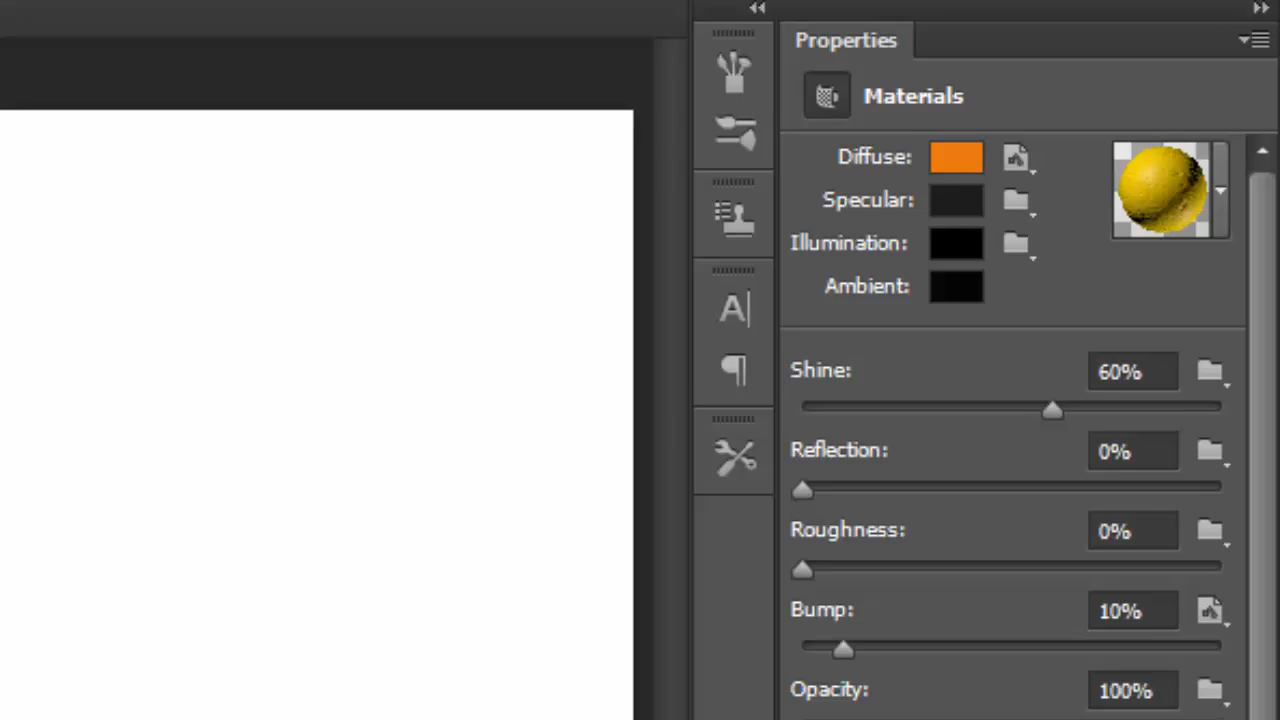 Properties
Materials
Diffuse:
Specular:
Illumination:
Ambient:
Shine: 60%
Reflection: 0%
Roughness: 0%
Bump: 10%
Opacity: 100%